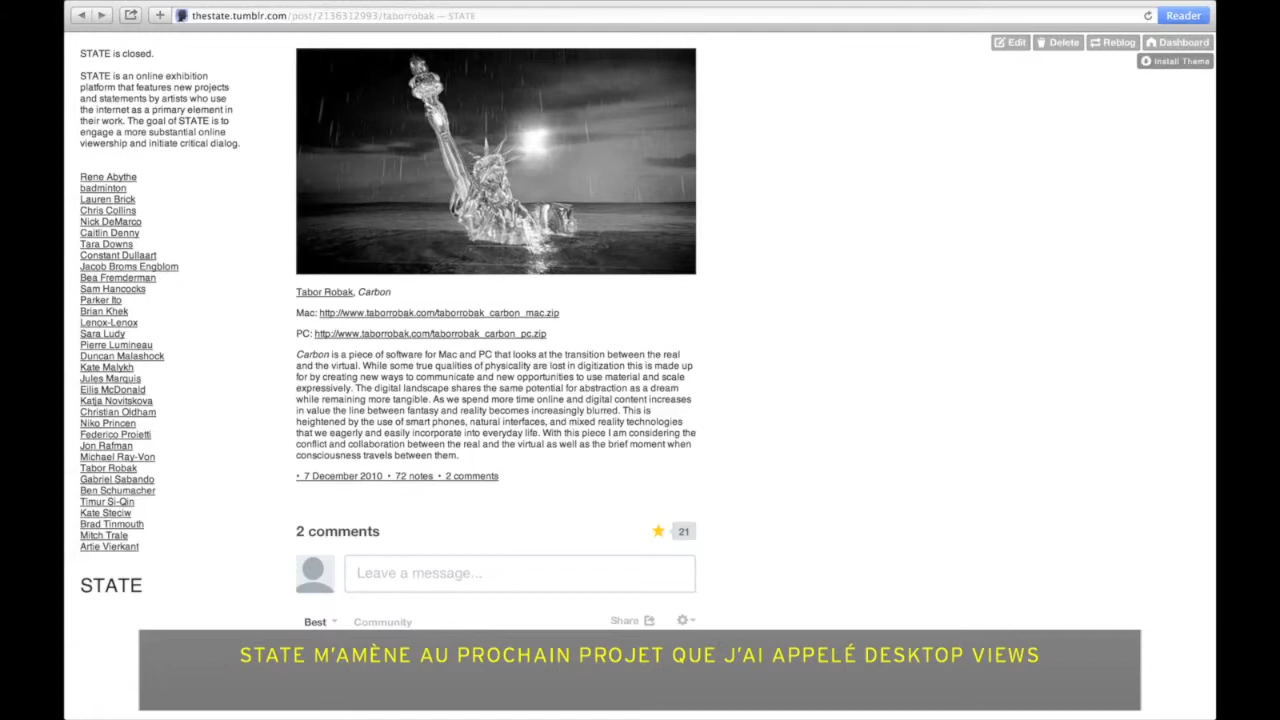 thestate.tumblr.com/post/2136312993/taborrobak — STATE
Reader
Edit
Delete
Reblog
Dashboard
Install Theme
STATE is closed.
STATE is an online exhibition
platform that features new projects
and statements by artists who use
the internet as a primary element in
their work. The goal of STATE is to
engage a more substantial online
viewership and initiate critical dialog.
Rene Abythe
badminton
Lauren Brick
Chris Collins
Nick DeMarco
Caitlin Denny
Tara Downs
Constant Dullaart
Jacob Broms Engblom
Bea Fremderman
Sam Hancocks
Parker Ito
Brian Khek
Lenox-Lenox
Sara Ludy
Pierre Lumineau
Duncan Malashock
Kate Malykh
Jules Marquis
Eilis McDonald
Katja Novitskova
Christian Oldham
Niko Princen
Federico Proietti
Jon Rafman
Michael Ray-Von
Tabor Robak
Gabriel Sabando
Ben Schumacher
Timur Si-Qin
Kate Steciw
Brad Tinmouth
Mitch Trale
Artie Vierkant
STATE
Tabor Robak, Carbon
Mac: http://www.taborrobak.com/taborrobak_carbon_mac.zip
PC: http://www.taborrobak.com/taborrobak_carbon_pc.zip
Carbon is a piece of software for Mac and PC that looks at the transition between the real
and the virtual. While some true qualities of physicality are lost in digitization this is made up
for by creating new ways to communicate and new opportunities to use material and scale
expressively. The digital landscape shares the same potential for abstraction as a dream
while remaining more tangible. As we spend more time online and digital content increases
in value the line between fantasy and reality becomes increasingly blurred. This is
heightened by the use of smart phones, natural interfaces, and mixed reality technologies
that we eagerly and easily incorporate into everyday life. With this piece I am considering the
conflict and collaboration between the real and the virtual as well as the brief moment when
consciousness travels between them.
• 7 December 2010 • 72 notes • 2 comments
2 comments
21
Leave a message...
Best
Community
Share
STATE M'AMÈNE AU PROCHAIN PROJET QUE J'AI APPELÉ DESKTOP VIEWS